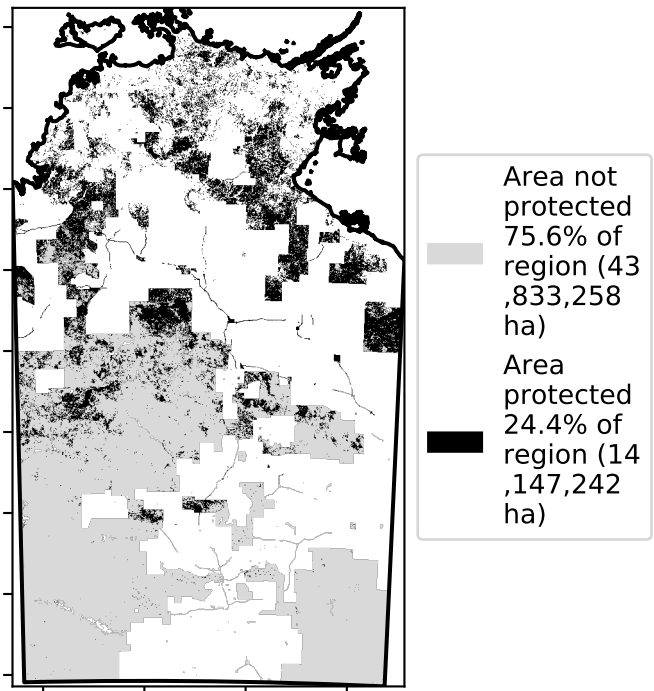 Area not
protected
75.6% of
region (43
,833,258
ha)
Area
protected
24.4% of
region (14
,147,242
ha)